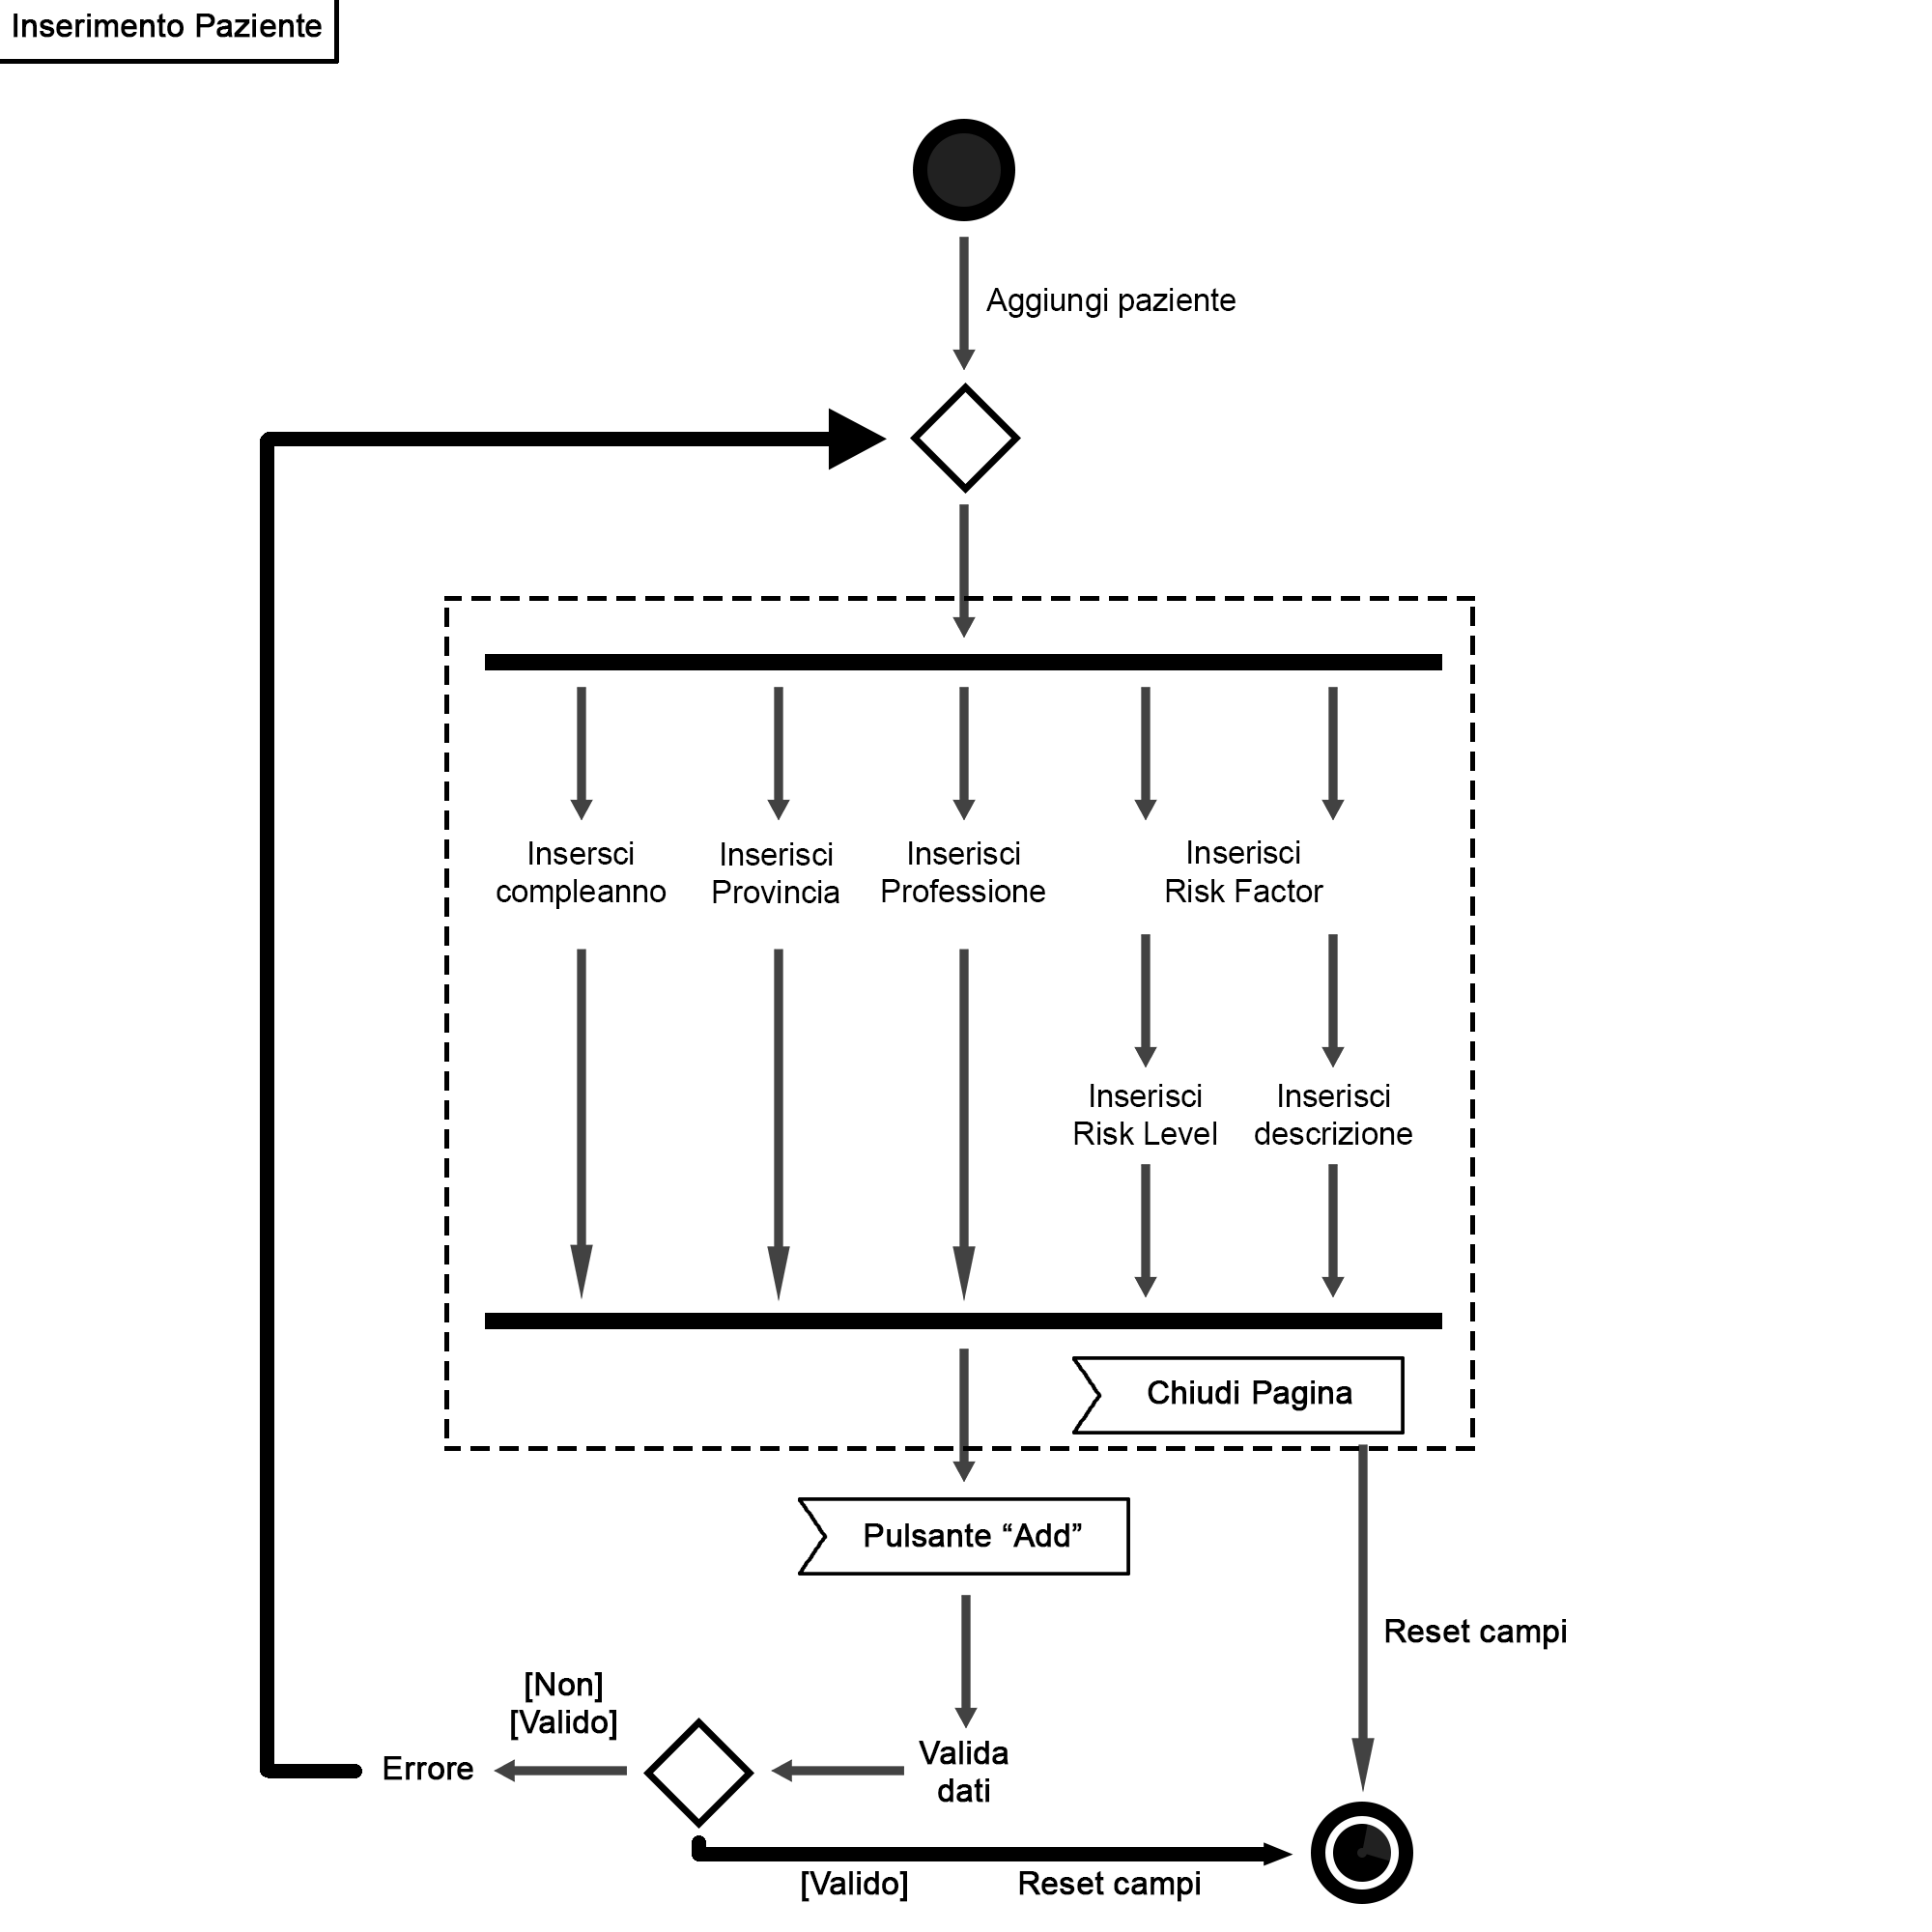 Inserimento Paziente
Aggiungi paziente
Insersci
compleanno
Inserisci
Provincia
Inserisci
Professione
Inserisci
Risk Factor
Inserisci
Risk Level
Inserisci
descrizione
Chiudi Pagina
Pulsante “Add”
Reset campi
[Non]
[Valido]
Errore
Valida
dati
[Valido]
Reset campi